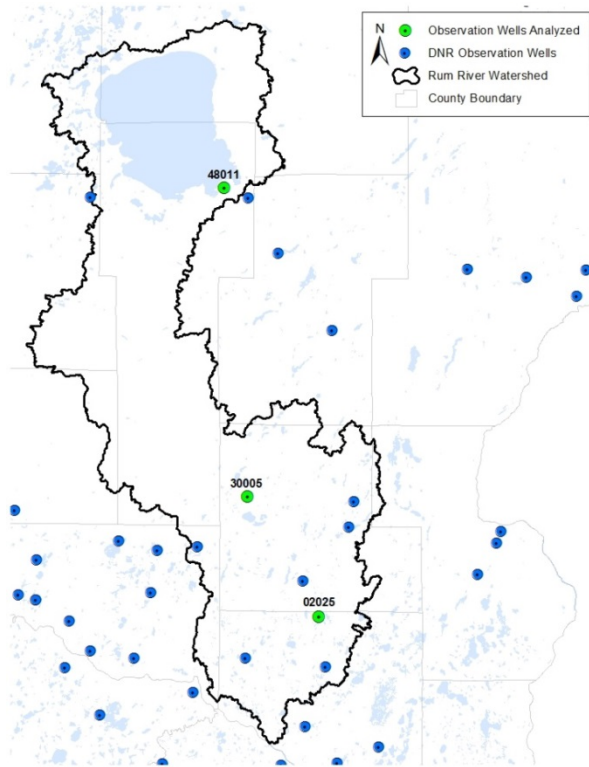 Observation Wells Analyzed
N
DNR Observation Wells
Rum River Watershed
County Boundary
48011
30005
02025